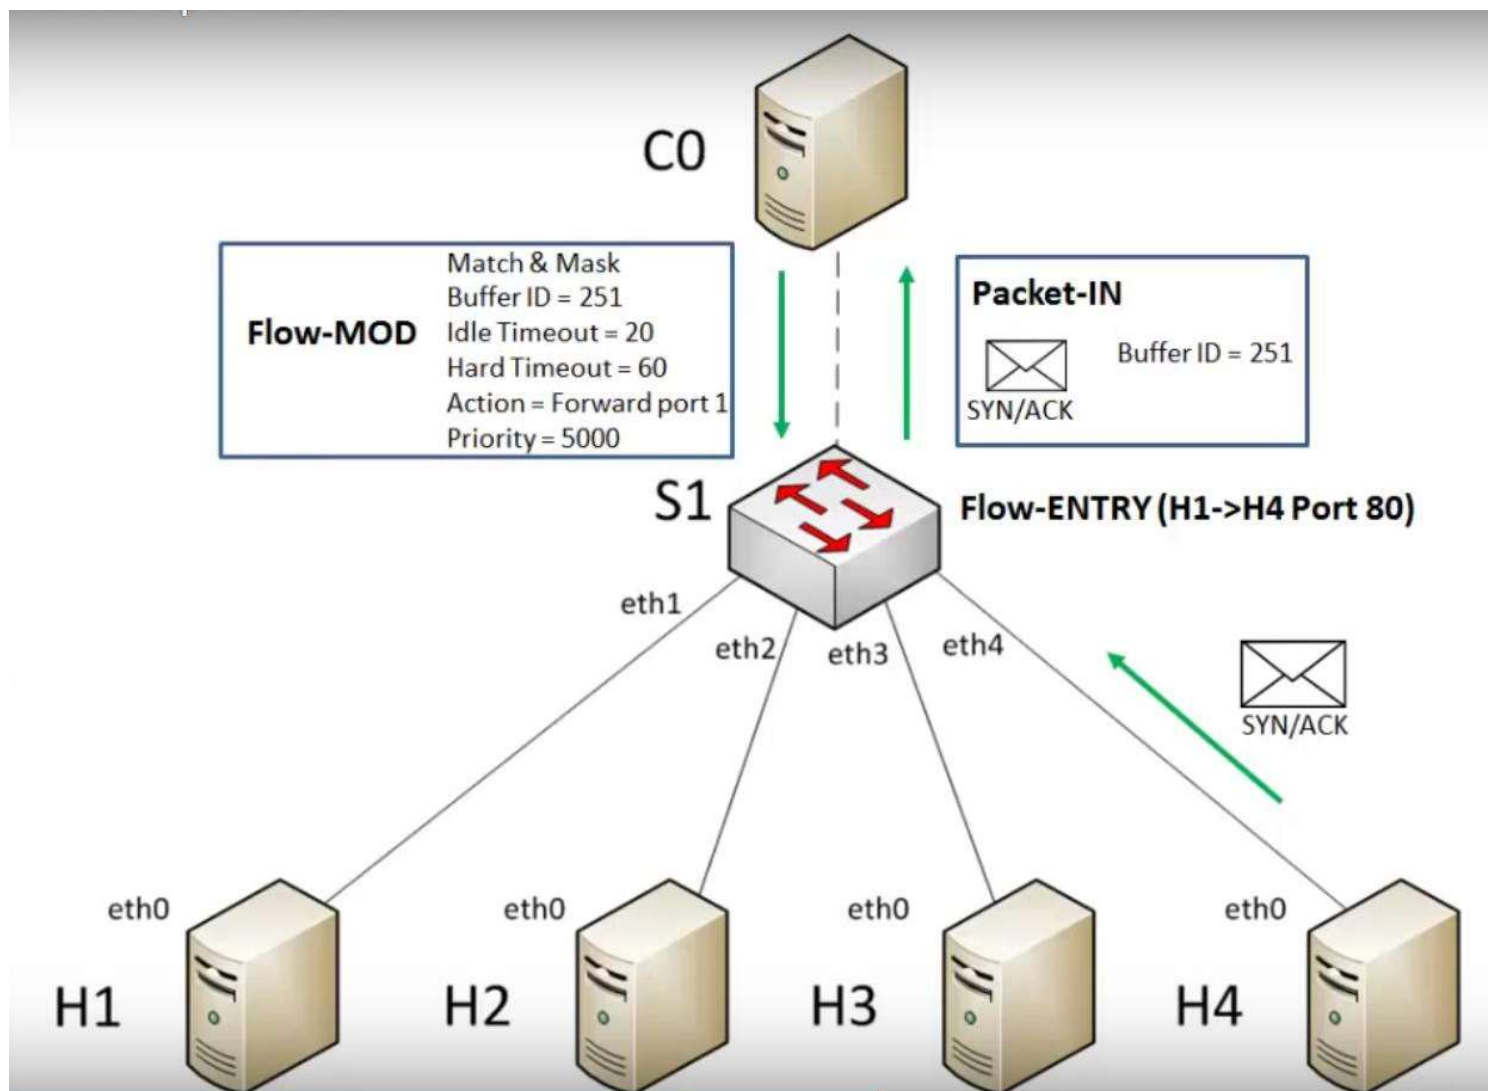 C0
Match & Mask
Buffer ID = 251
Flow-MOD
Idle Timeout = 20
Hard Timeout = 60
Action = Forward port 1
Priority = 5000
Packet-IN
Buffer ID = 251
SYN/ACK
S1
Flow-ENTRY (H1->H4 Port 80)
eth1
eth2
eth3
eth4
SYN/ACK
eth0
eth0
eth0
eth0
H1
H2
H3
H4